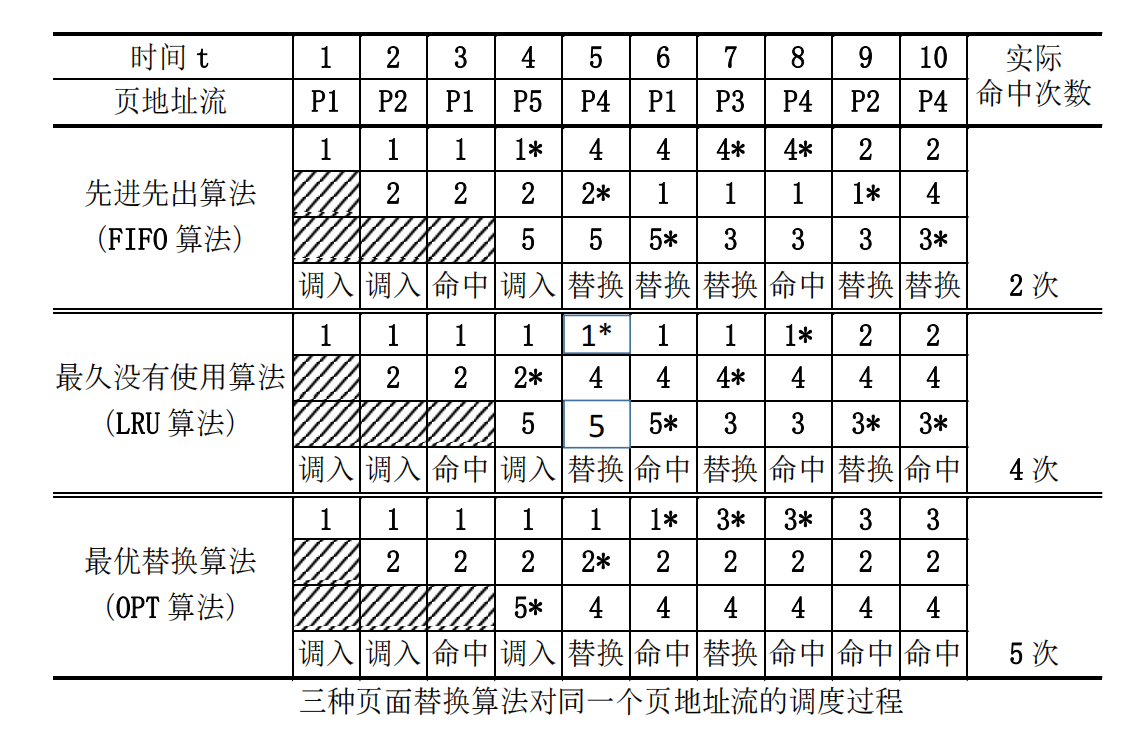 时间 t 1 2 3 4 5 6 7 8 9 10 实际
页地址流 P1 P2 P1 P5 P4 P1 P3 P4 P2 P4 命中次数
1 1 1 1* 4 4 4* 4* 2 2
先进先出算法 2 2 2 2* 1 1 1 1* 4
(FIFO 算法) 5 5 5* 3 3 3 3*
调入 调入 命中 调入 替换 替换 替换 命中 替换 替换 2 次
1 1 1 1 1* 1 1 1* 2 2
最久没有使用算法 2 2 2* 4 4 4* 4 4 4
(LRU 算法) 5 5 5* 3 3 3* 3*
调入 调入 命中 调入 替换 命中 替换 命中 替换 命中 4 次
1 1 1 1 1 1* 3* 3* 3 3
最优替换算法 2 2 2 2* 2 2 2 2 2
(OPT 算法) 5* 4 4 4 4 4 4
调入 调入 命中 调入 替换 命中 替换 命中 命中 命中 5 次
三种页面替换算法对同一个页地址流的调度过程